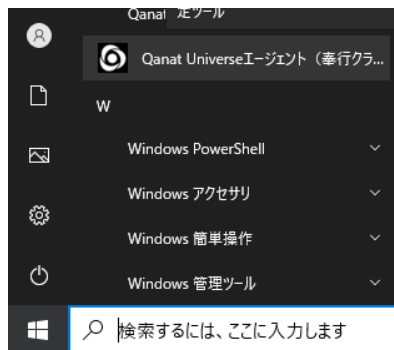 Qanat 定ツール
Qanat Universeエージェント（奉行クラ...
W
Windows PowerShell
Windows アクセサリ
Windows 簡単操作
Windows 管理ツール
検索するには、ここに入力します